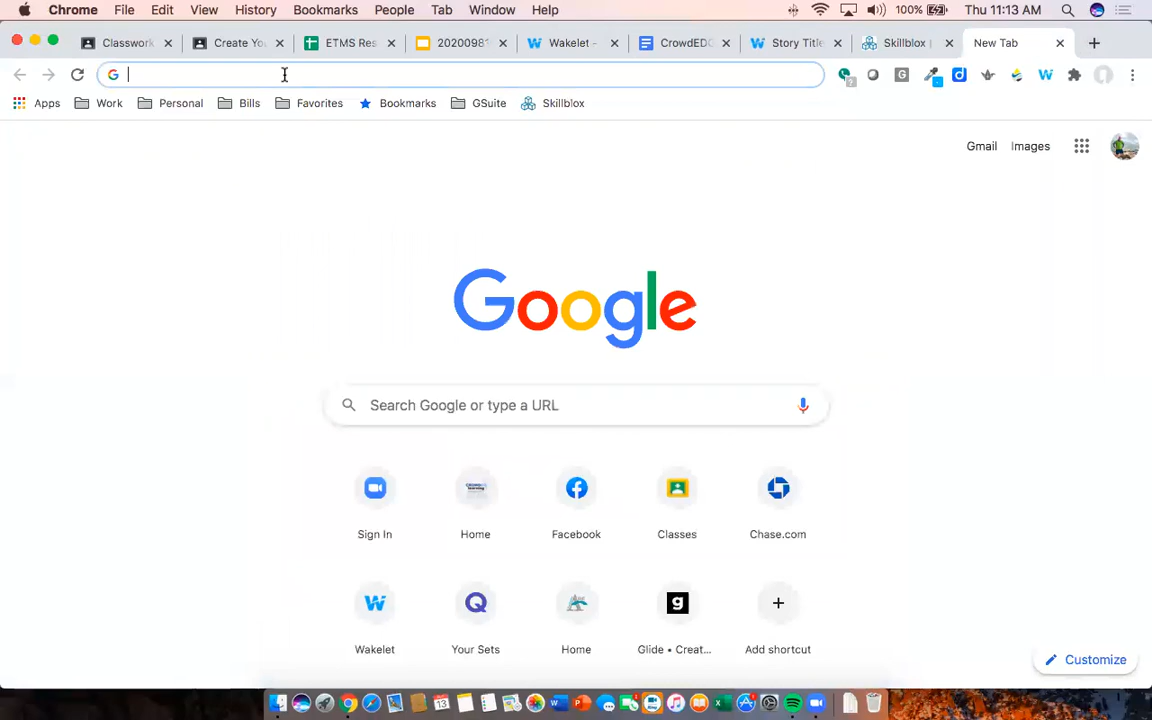 Chrome File Edit View History Bookmarks People Tab Window Help 100% Thu 11:13 AM
Classwork Create You ETMS Res 2020098 Wakelet - CrowdED Story Title Skillblox | New Tab
Apps Work Personal Bills Favorites Bookmarks GSuite Skillblox
Gmail Images
Google
Search Google or type a URL
Sign In Home Facebook Classes Chase.com
Wakelet Your Sets Home Glide • Creat... Add shortcut
Customize